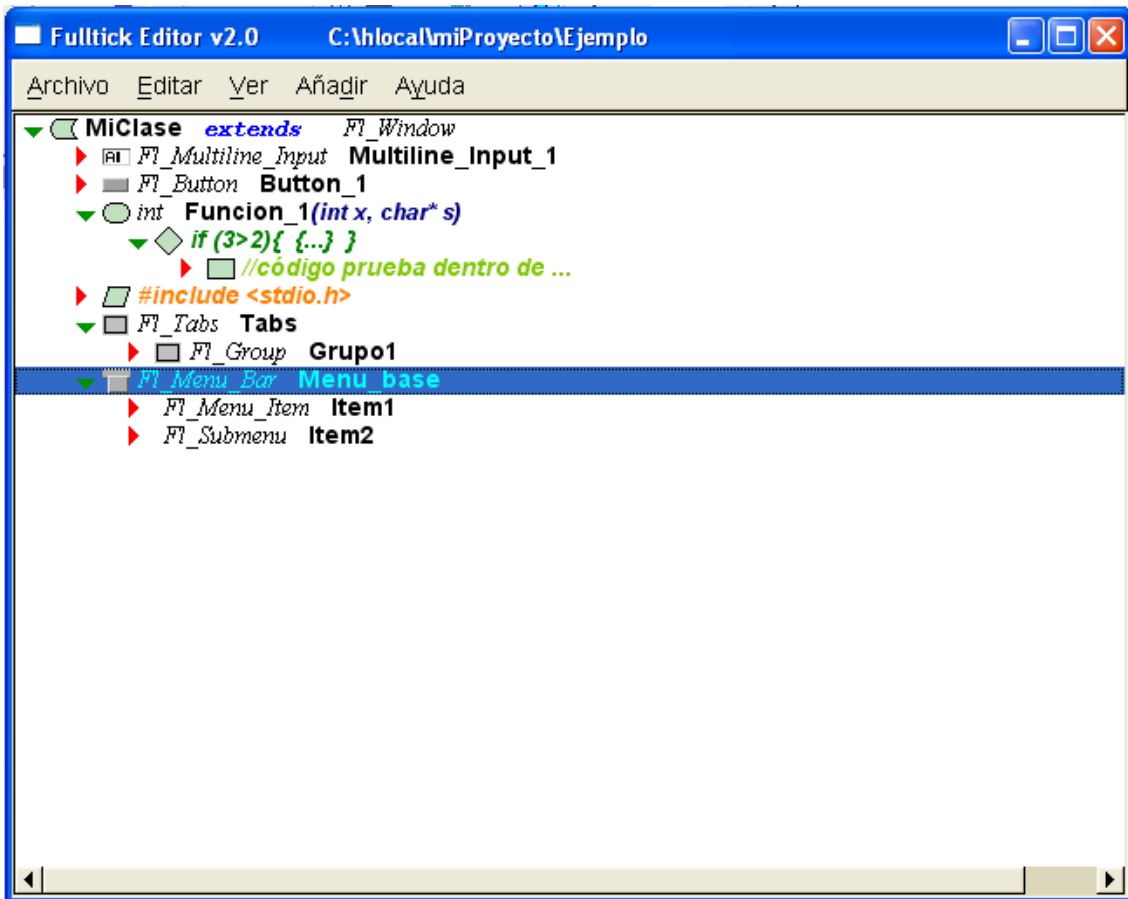 Fulltick Editor v2.0 C:\hlocal\miProyecto\Ejemplo
Archivo Editar Ver Añadir Ayuda
MiClase extends Fl_Window
Fl_Multiline_Input Multiline_Input_1
Fl_Button Button_1
int Funcion_1(int x, char* s)
if (3>2){ {...} }
//código prueba dentro de ...
#include <stdio.h>
Fl_Tabs Tabs
Fl_Group Grupo1
Fl_Menu_Bar Menu_base
Fl_Menu_Item Item1
Fl_Submenu Item2